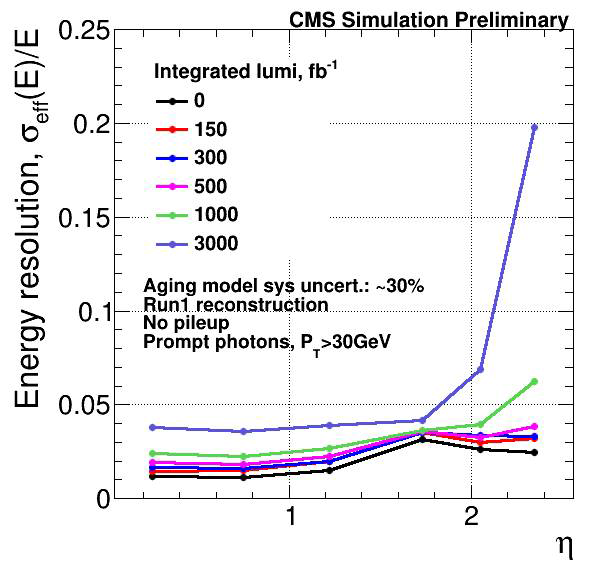 CMS Simulation Preliminary
Energy resolution, σeff(E)/E
0.25
0.2
0.15
0.1
0.05
0
Integrated lumi, fb-1
0
150
300
500
1000
3000
Aging model sys uncert.: ~30%
Run1 reconstruction
No pileup
Prompt photons, PT>30GeV
1
2
η